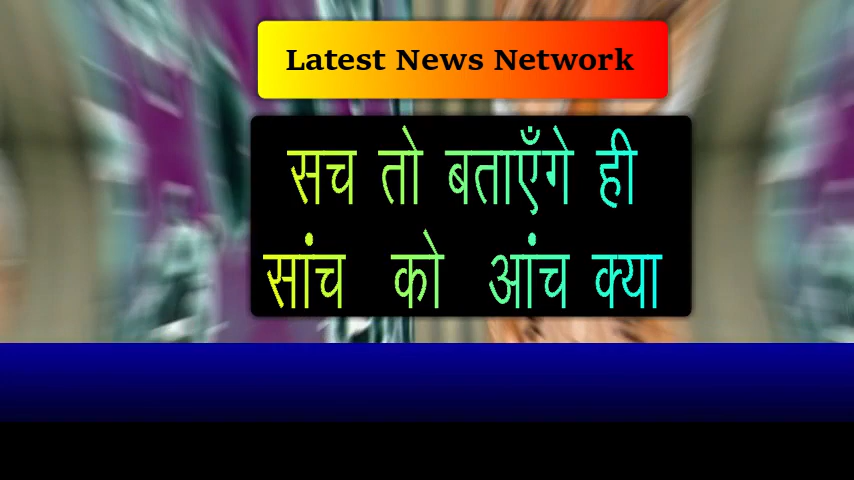 Latest News Network
सच तो बताएँगे ही
सांच को आंच क्या